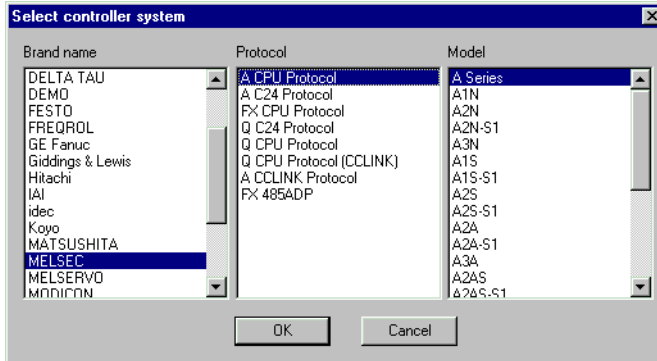 Select controller system
Brand name
DELTA TAU
DEMO
FESTO
FREQROL
GE Fanuc
Giddings & Lewis
Hitachi
IAI
idec
Koyo
MATSUSHITA
MELSEC
MELSERVO
MODICON
Protocol
A CPU Protocol
A C24 Protocol
FX CPU Protocol
Q C24 Protocol
Q CPU Protocol
Q CPU Protocol (CCLINK)
A CCLINK Protocol
FX 485ADP
Model
A Series
A1N
A2N
A2N-S1
A3N
A1S
A1S-S1
A2S
A2S-S1
A2A
A2A-S1
A3A
A2AS
A2AS-S1
OK
Cancel